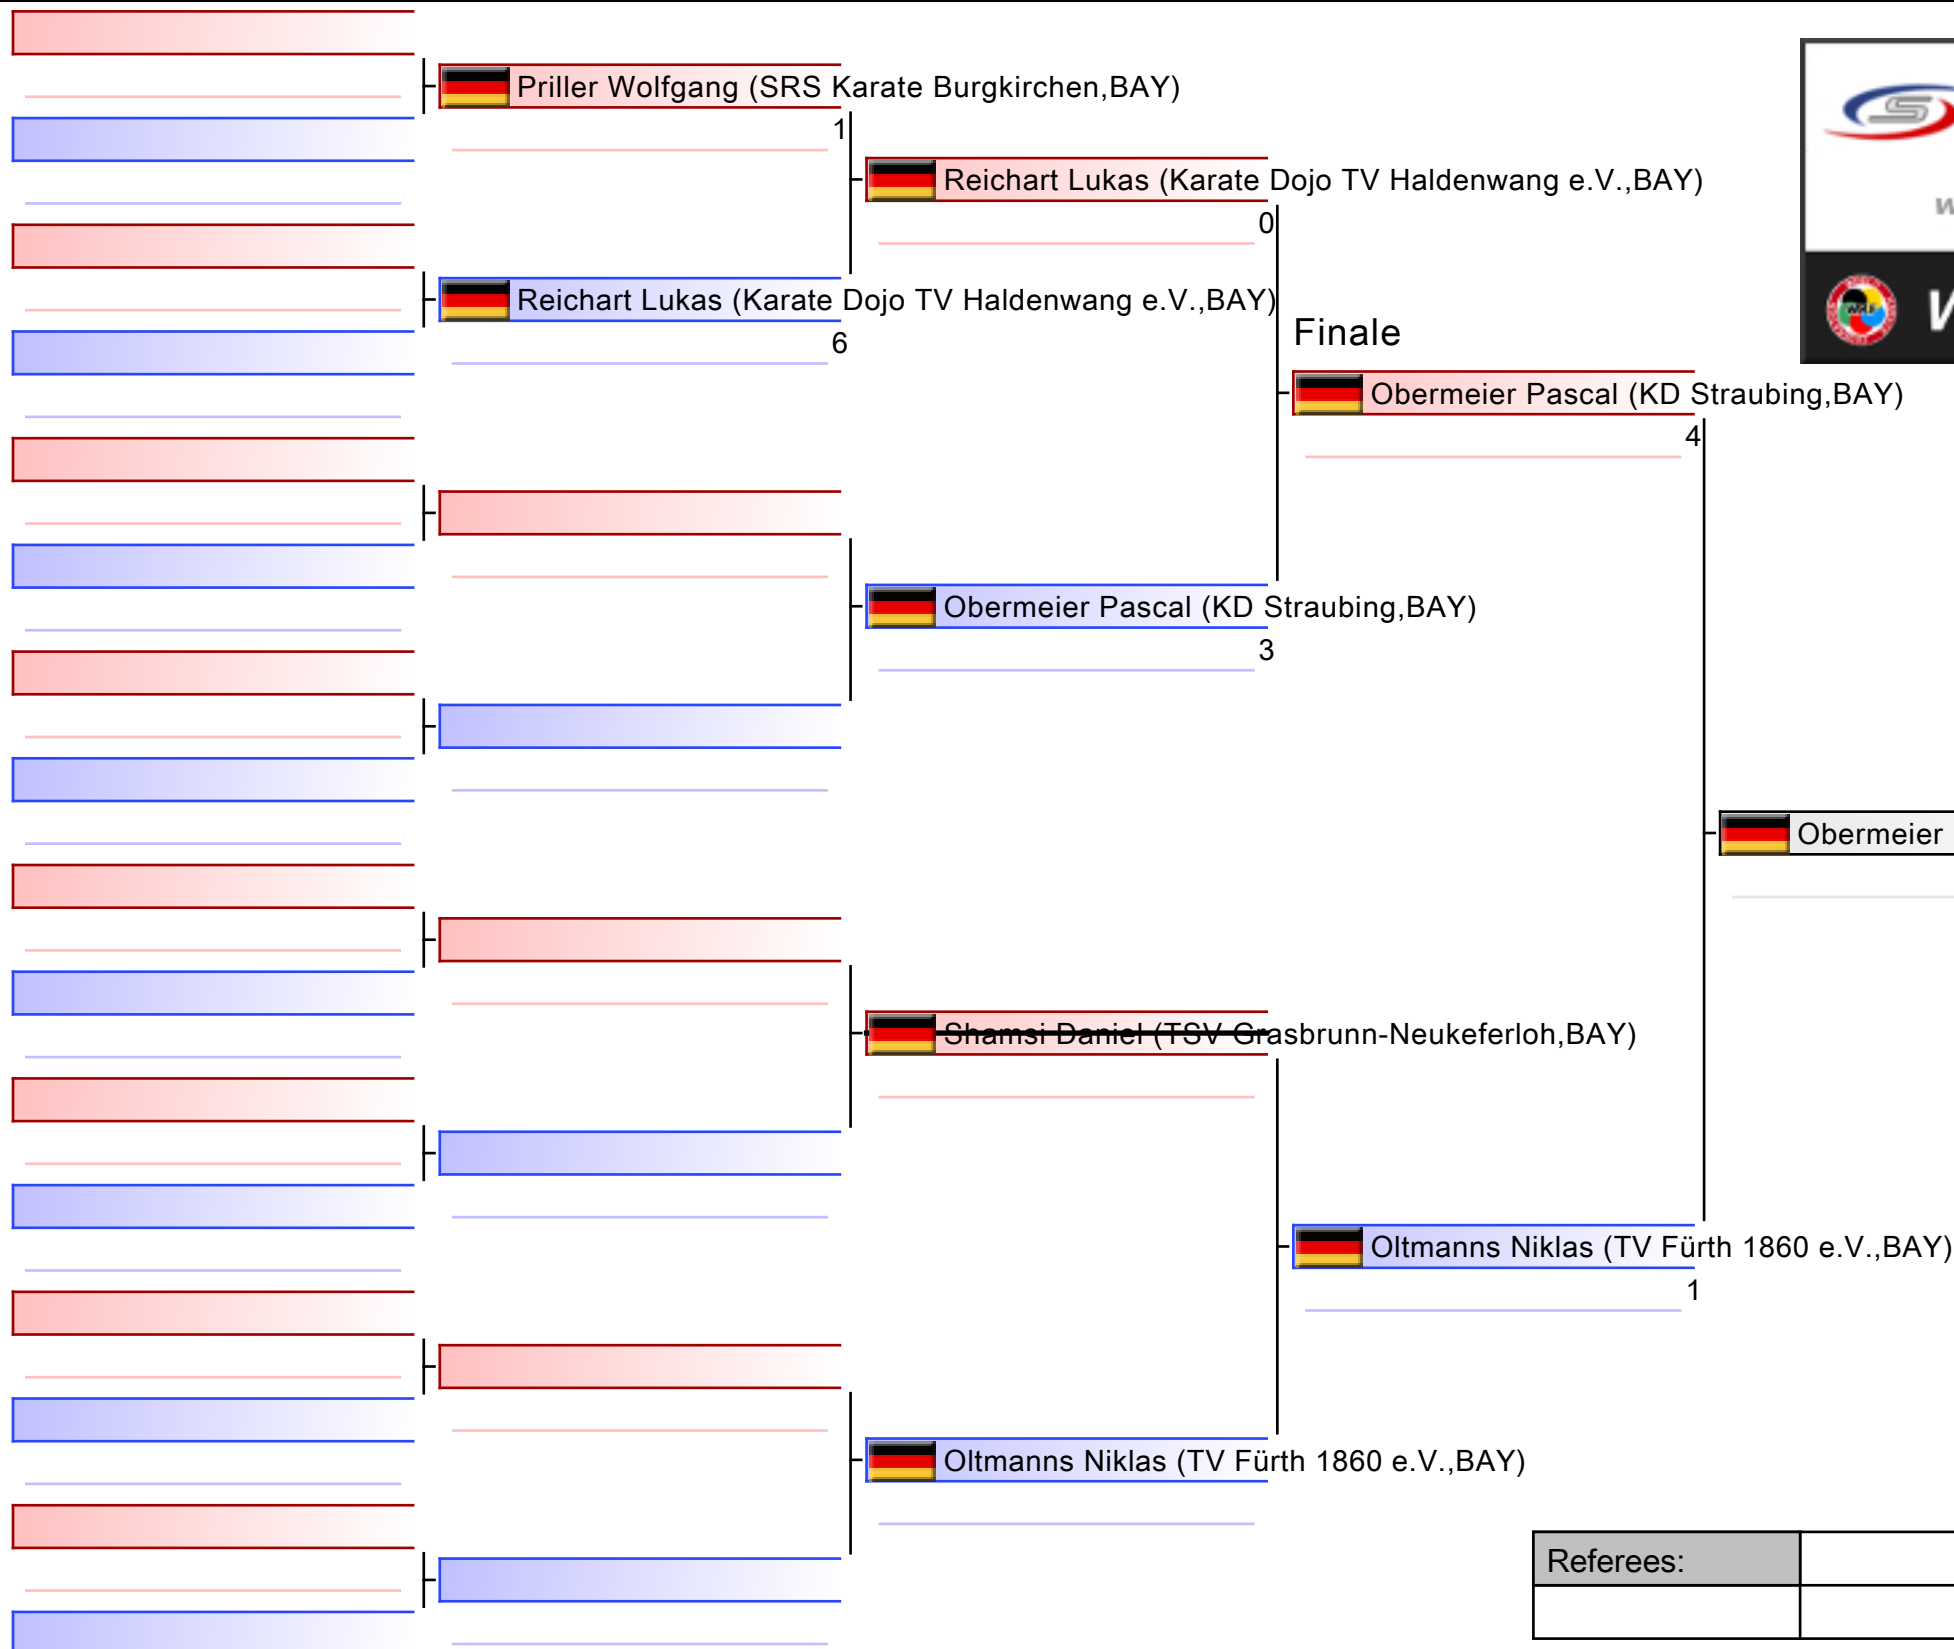 Priller Wolfgang (SRS Karate Burgkirchen,BAY)
1
Reichart Lukas (Karate Dojo TV Haldenwang e.V.,BAY)
0
Reichart Lukas (Karate Dojo TV Haldenwang e.V.,BAY)
6
Finale
Obermeier Pascal (KD Straubing,BAY)
4
Obermeier Pascal (KD Straubing,BAY)
3
Obermeier
Shamsi Daniel (TSV Grasbrunn-Neukeferloh,BAY)
Oltmanns Niklas (TV Fürth 1860 e.V.,BAY)
1
Oltmanns Niklas (TV Fürth 1860 e.V.,BAY)
Referees: